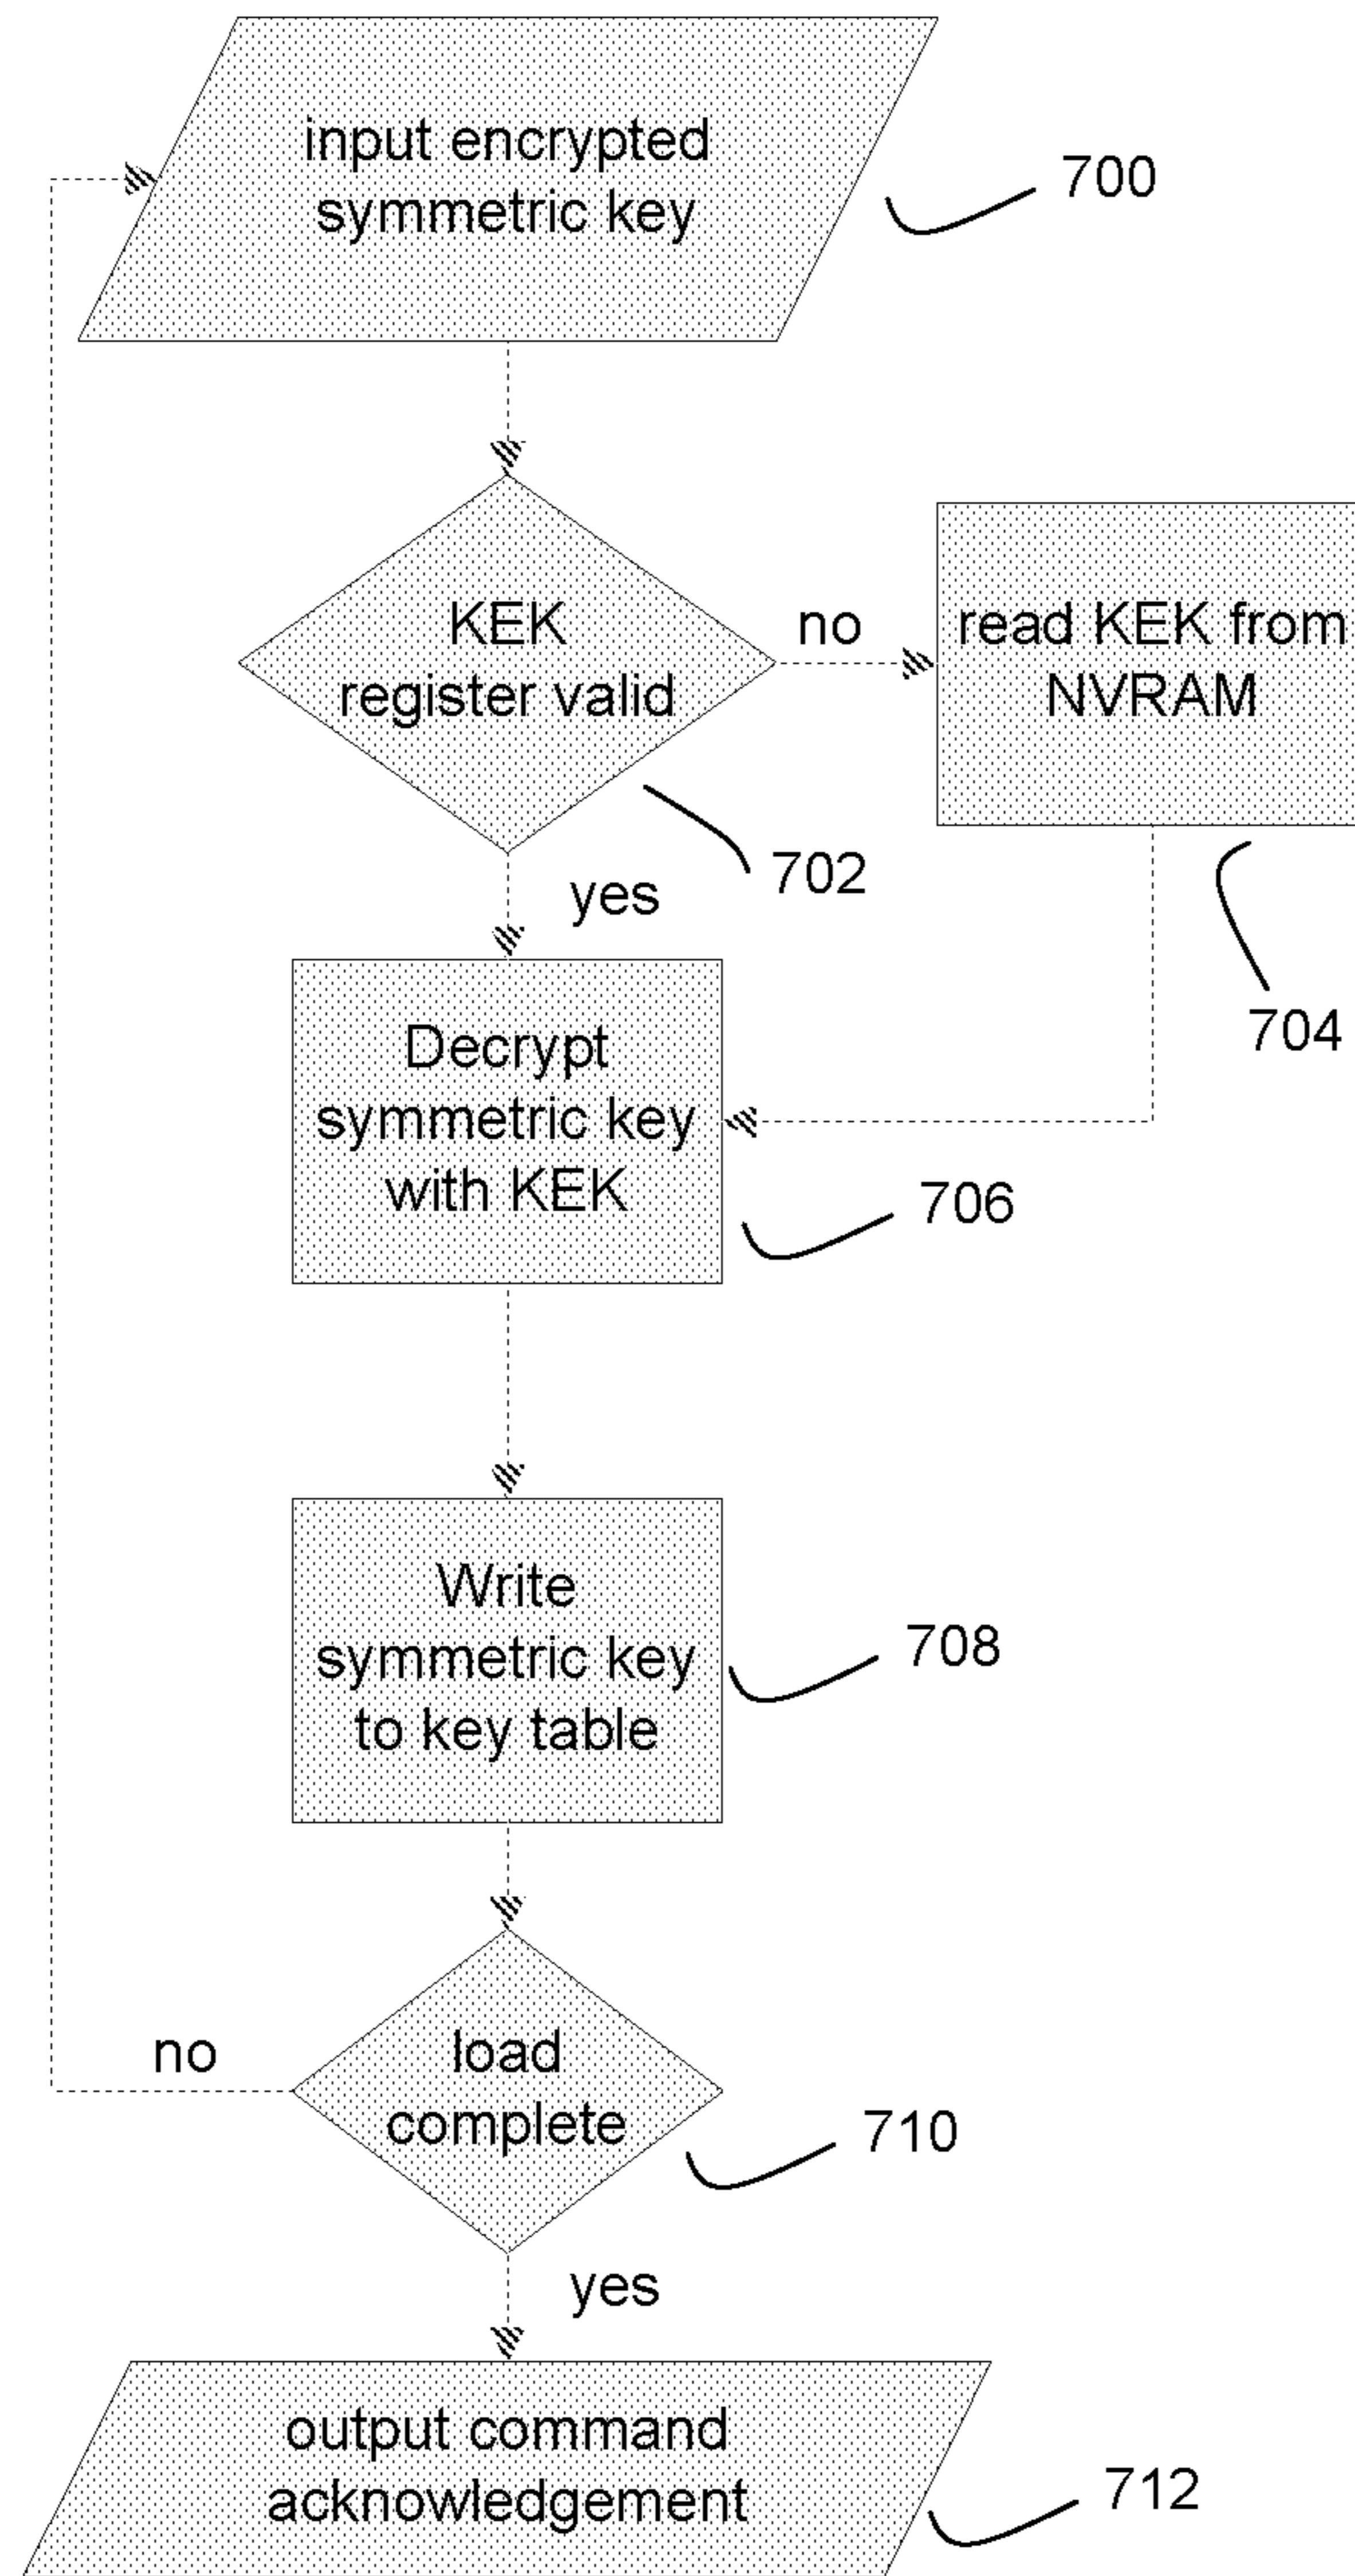 input encrypted
symmetric key
700
KEK
register valid
no
read KEK from
NVRAM
702
yes
704
Decrypt
symmetric key
with KEK
706
Write
symmetric key
to key table
708
load
complete
no
710
yes
output command
acknowledgement
712